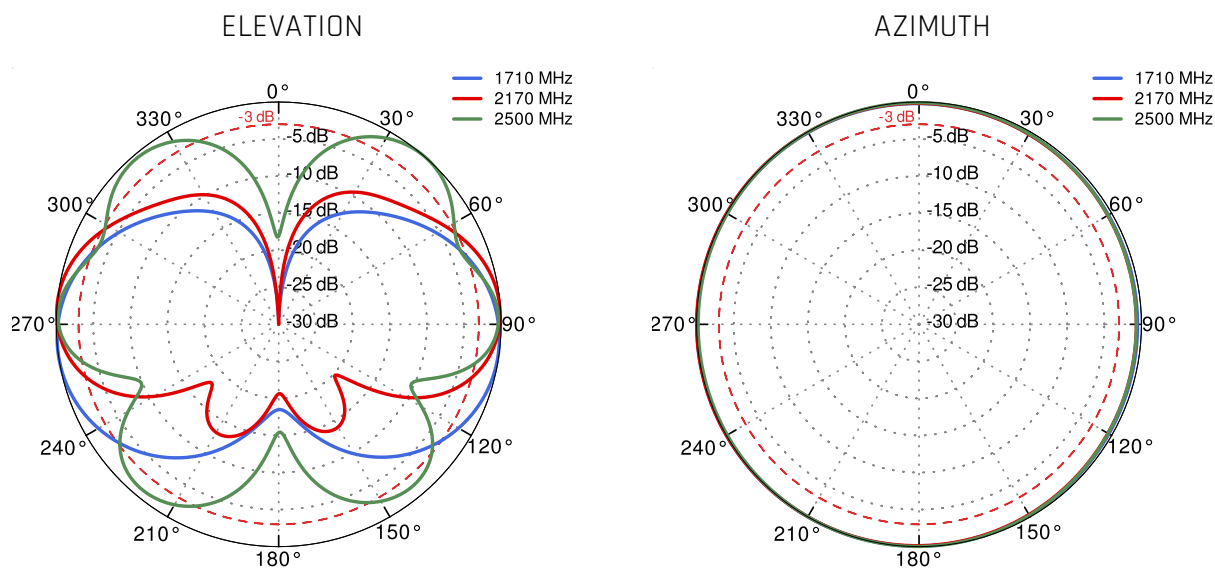 ELEVATION
1710 MHz
2170 MHz
2500 MHz
0°
30°
60°
90°
120°
150°
180°
210°
240°
270°
300°
330°
-3 dB
-5 dB
-10 dB
-15 dB
-20 dB
-25 dB
-30 dB
AZIMUTH
1710 MHz
2170 MHz
2500 MHz
0°
30°
60°
90°
120°
150°
180°
210°
240°
270°
300°
330°
-3 dB
-5 dB
-10 dB
-15 dB
-20 dB
-25 dB
-30 dB